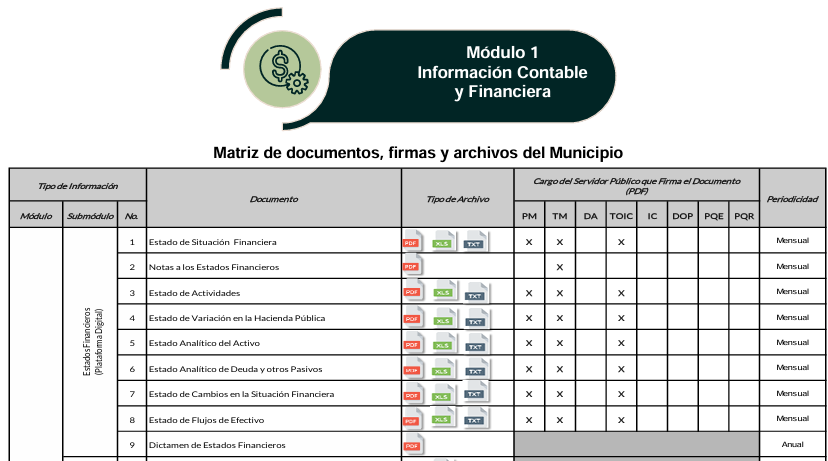 Módulo 1
Información Contable
y Financiera
Matriz de documentos, firmas y archivos del Municipio
Tipo de Información Documento Tipo de Archivo Cargo del Servidor Público que Firma el Documento (PDF) Periodicidad
Módulo Submódulo No. PM TM DA TOIC IC DOP PQE PQR
Estados Financieros
(Plataforma Digital)
1 Estado de Situación Financiera PDF XLS TXT X X X Mensual
2 Notas a los Estados Financieros PDF X Mensual
3 Estado de Actividades PDF XLS TXT X X X Mensual
4 Estado de Variación en la Hacienda Pública PDF XLS TXT X X X Mensual
5 Estado Analítico del Activo PDF XLS TXT X X X Mensual
6 Estado Analítico de Deuda y otros Pasivos PDF XLS TXT X X X Mensual
7 Estado de Cambios en la Situación Financiera PDF XLS TXT X X X Mensual
8 Estado de Flujos de Efectivo PDF XLS TXT X X X Mensual
9 Dictamen de Estados Financieros PDF Anual